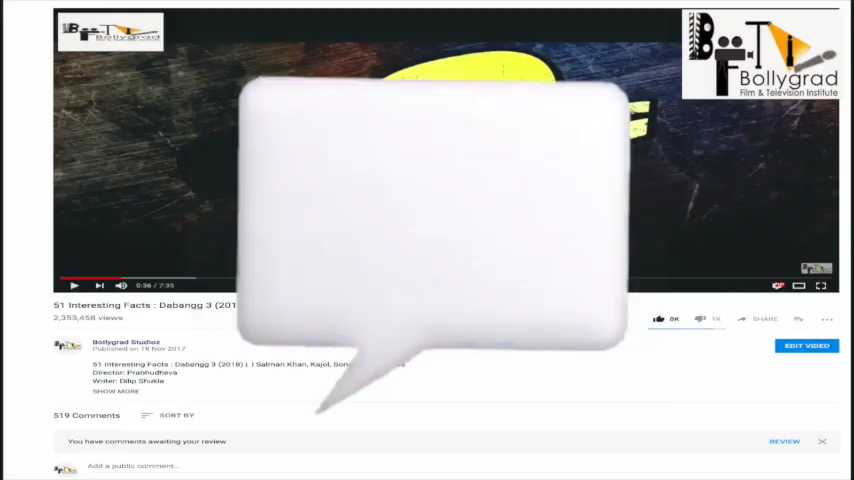 Bollygrad
Bollygrad
Film & Television Institute
0:36 / 7:35
51 Interesting Facts : Dabangg 3 (201
2,353,458 views
8K
1K
SHARE
Bollygrad Studioz
Published on 18 Nov 2017
EDIT VIDEO
51 Interesting Facts : Dabangg 3 (2018) | | Salman Khan, Kajol, Son
Director: Prabhudheva
Writer: Dilip Shukla
SHOW MORE
519 Comments
SORT BY
You have comments awaiting your review
REVIEW
Add a public comment...